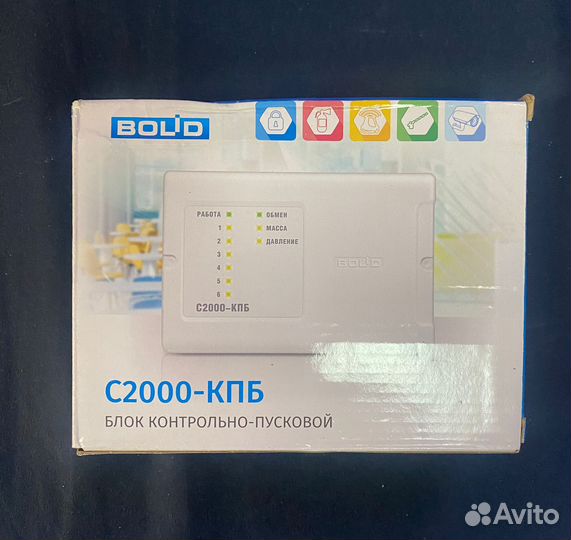 BOLID
РАБОТА ОБМЕН
1 МАССА
2 ДАВЛЕНИЕ
3
4
5
6
С2000-КПБ
BOLID
С2000-КПБ
БЛОК КОНТРОЛЬНО-ПУСКОВОЙ
Avito